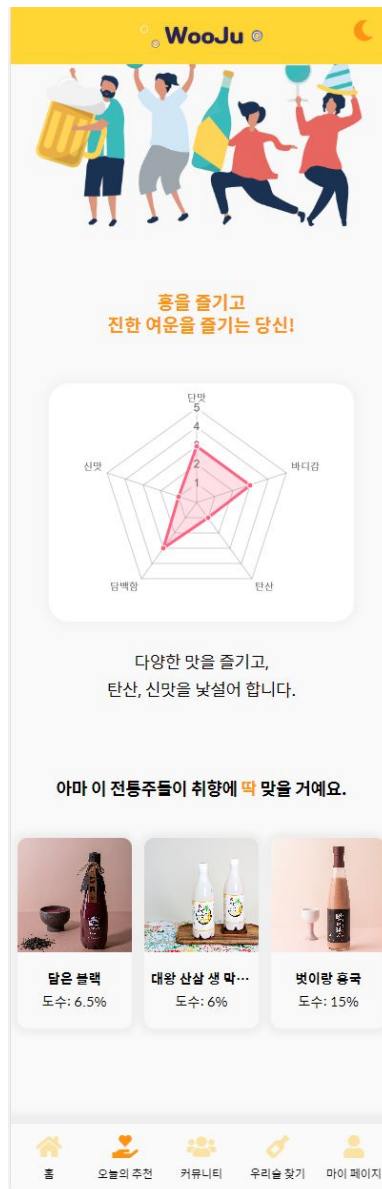 WooJu
흥을 즐기고
진한 여운을 즐기는 당신!
단맛
5
4
3
2
1
신맛
바디감
담백함
탄산
다양한 맛을 즐기고,
탄산, 신맛을 낯설어 합니다.
아마 이 전통주들이 취향에 딱 맞을 거예요.
담은 블랙
도수: 6.5%
대왕 산삼 생 막…
도수: 6%
벗이랑 홍국
도수: 15%
홈
오늘의 추천
커뮤니티
우리술 찾기
마이 페이지